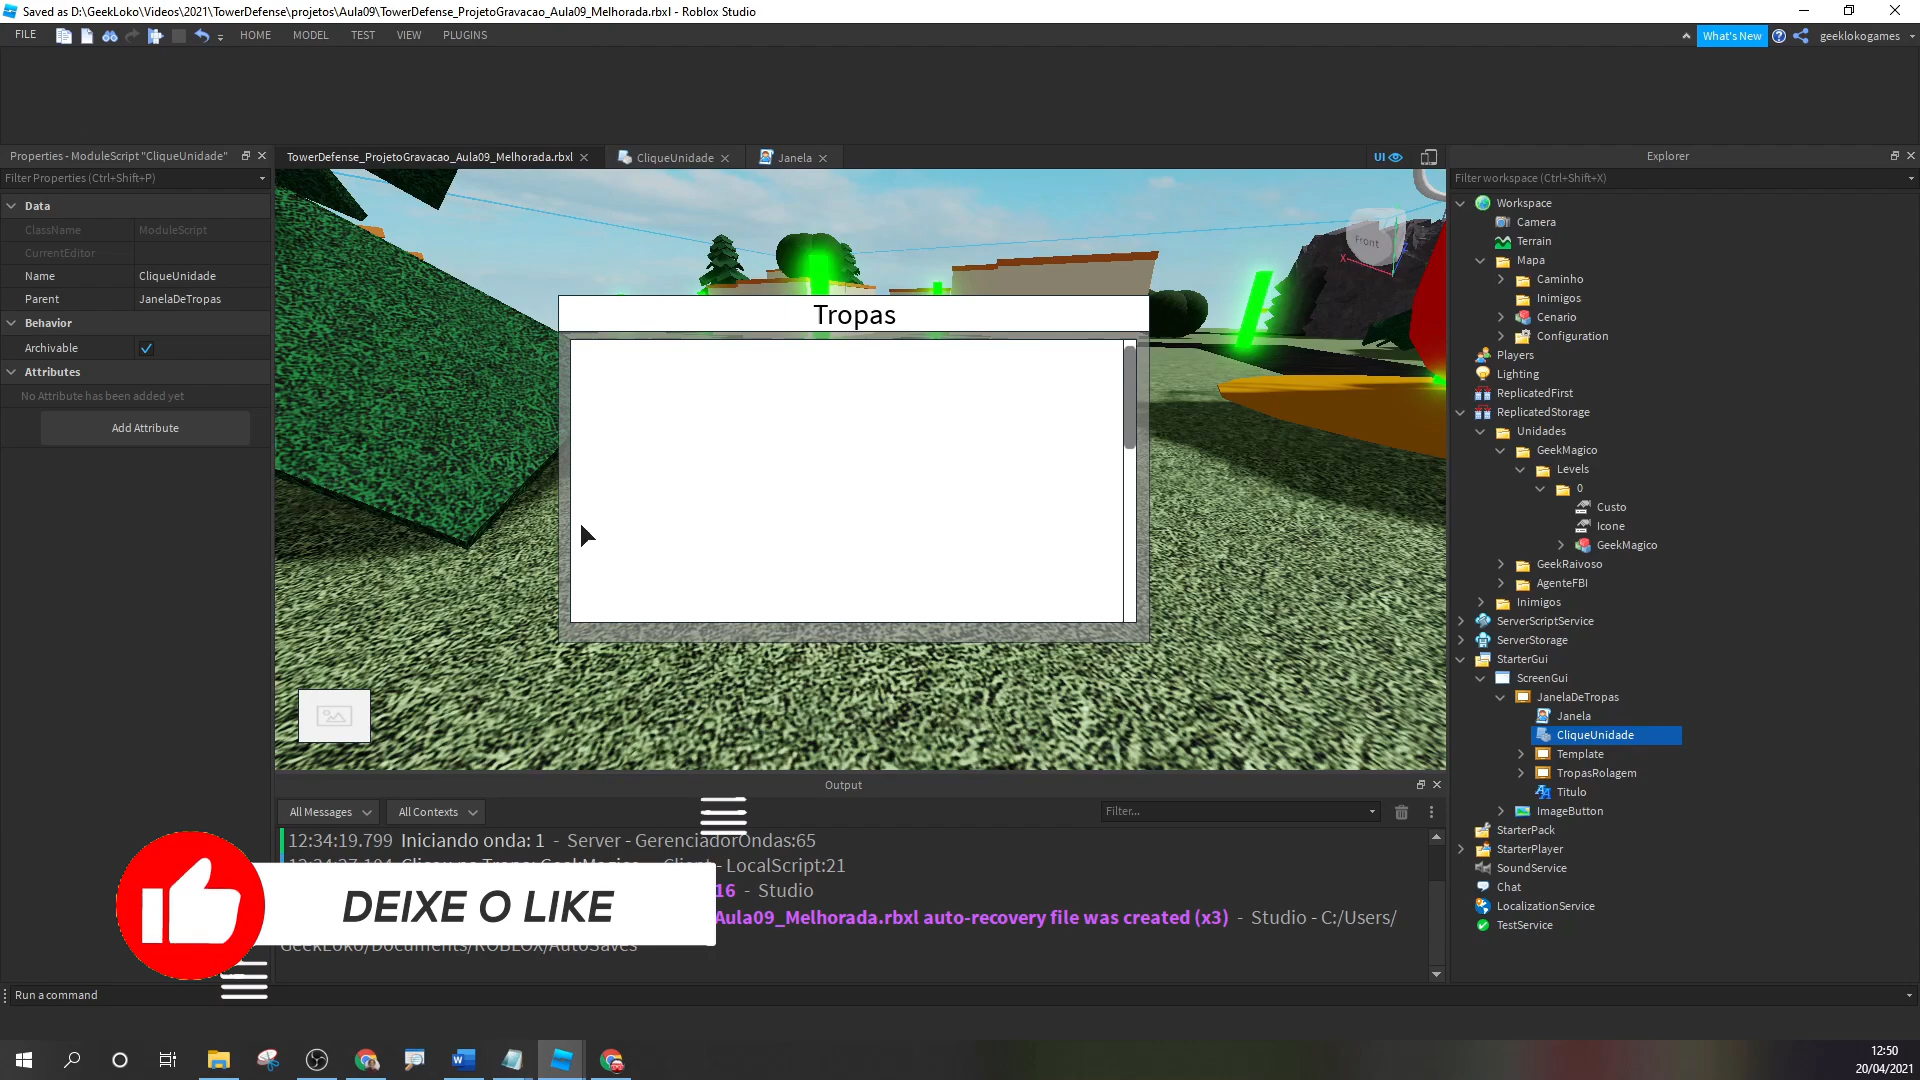 Saved as D:\GeekLoko\Videos\2021\TowerDefense\projetos\Aula09\TowerDefense_ProjetoGravacao_Aula09_Melhorada.rbxl - Roblox Studio
FILE HOME MODEL TEST VIEW PLUGINS What's New geeklokogames
Properties - ModuleScript "CliqueUnidade"
Filter Properties (Ctrl+Shift+P)
Data
ClassName ModuleScript
CurrentEditor
Name CliqueUnidade
Parent JanelaDeTropas
Behavior
Archivable
Attributes
No Attribute has been added yet
Add Attribute
TowerDefense_ProjetoGravacao_Aula09_Melhorada.rbxl CliqueUnidade Janela UI
Front
X
Tropas
Output
All Messages All Contexts Filter...
12:34:19.799 Iniciando onda: 1 - Server - GerenciadorOndas:65
Client - LocalScript:21
16 - Studio
Aula09_Melhorada.rbxl auto-recovery file was created (x3) - Studio - C:/Users/
GeekLoko/Documents/ROBLOX/AutoSaves
DEIXE O LIKE
Run a command
Explorer
Filter workspace (Ctrl+Shift+X)
Workspace
Camera
Terrain
Mapa
Caminho
Inimigos
Cenario
Configuration
Players
Lighting
ReplicatedFirst
ReplicatedStorage
Unidades
GeekMagico
Levels
0
Custo
Icone
GeekMagico
GeekRaivoso
AgenteFBI
Inimigos
ServerScriptService
ServerStorage
StarterGui
ScreenGui
JanelaDeTropas
Janela
CliqueUnidade
Template
TropasRolagem
Titulo
ImageButton
StarterPack
StarterPlayer
SoundService
Chat
LocalizationService
TestService
12:50
20/04/2021